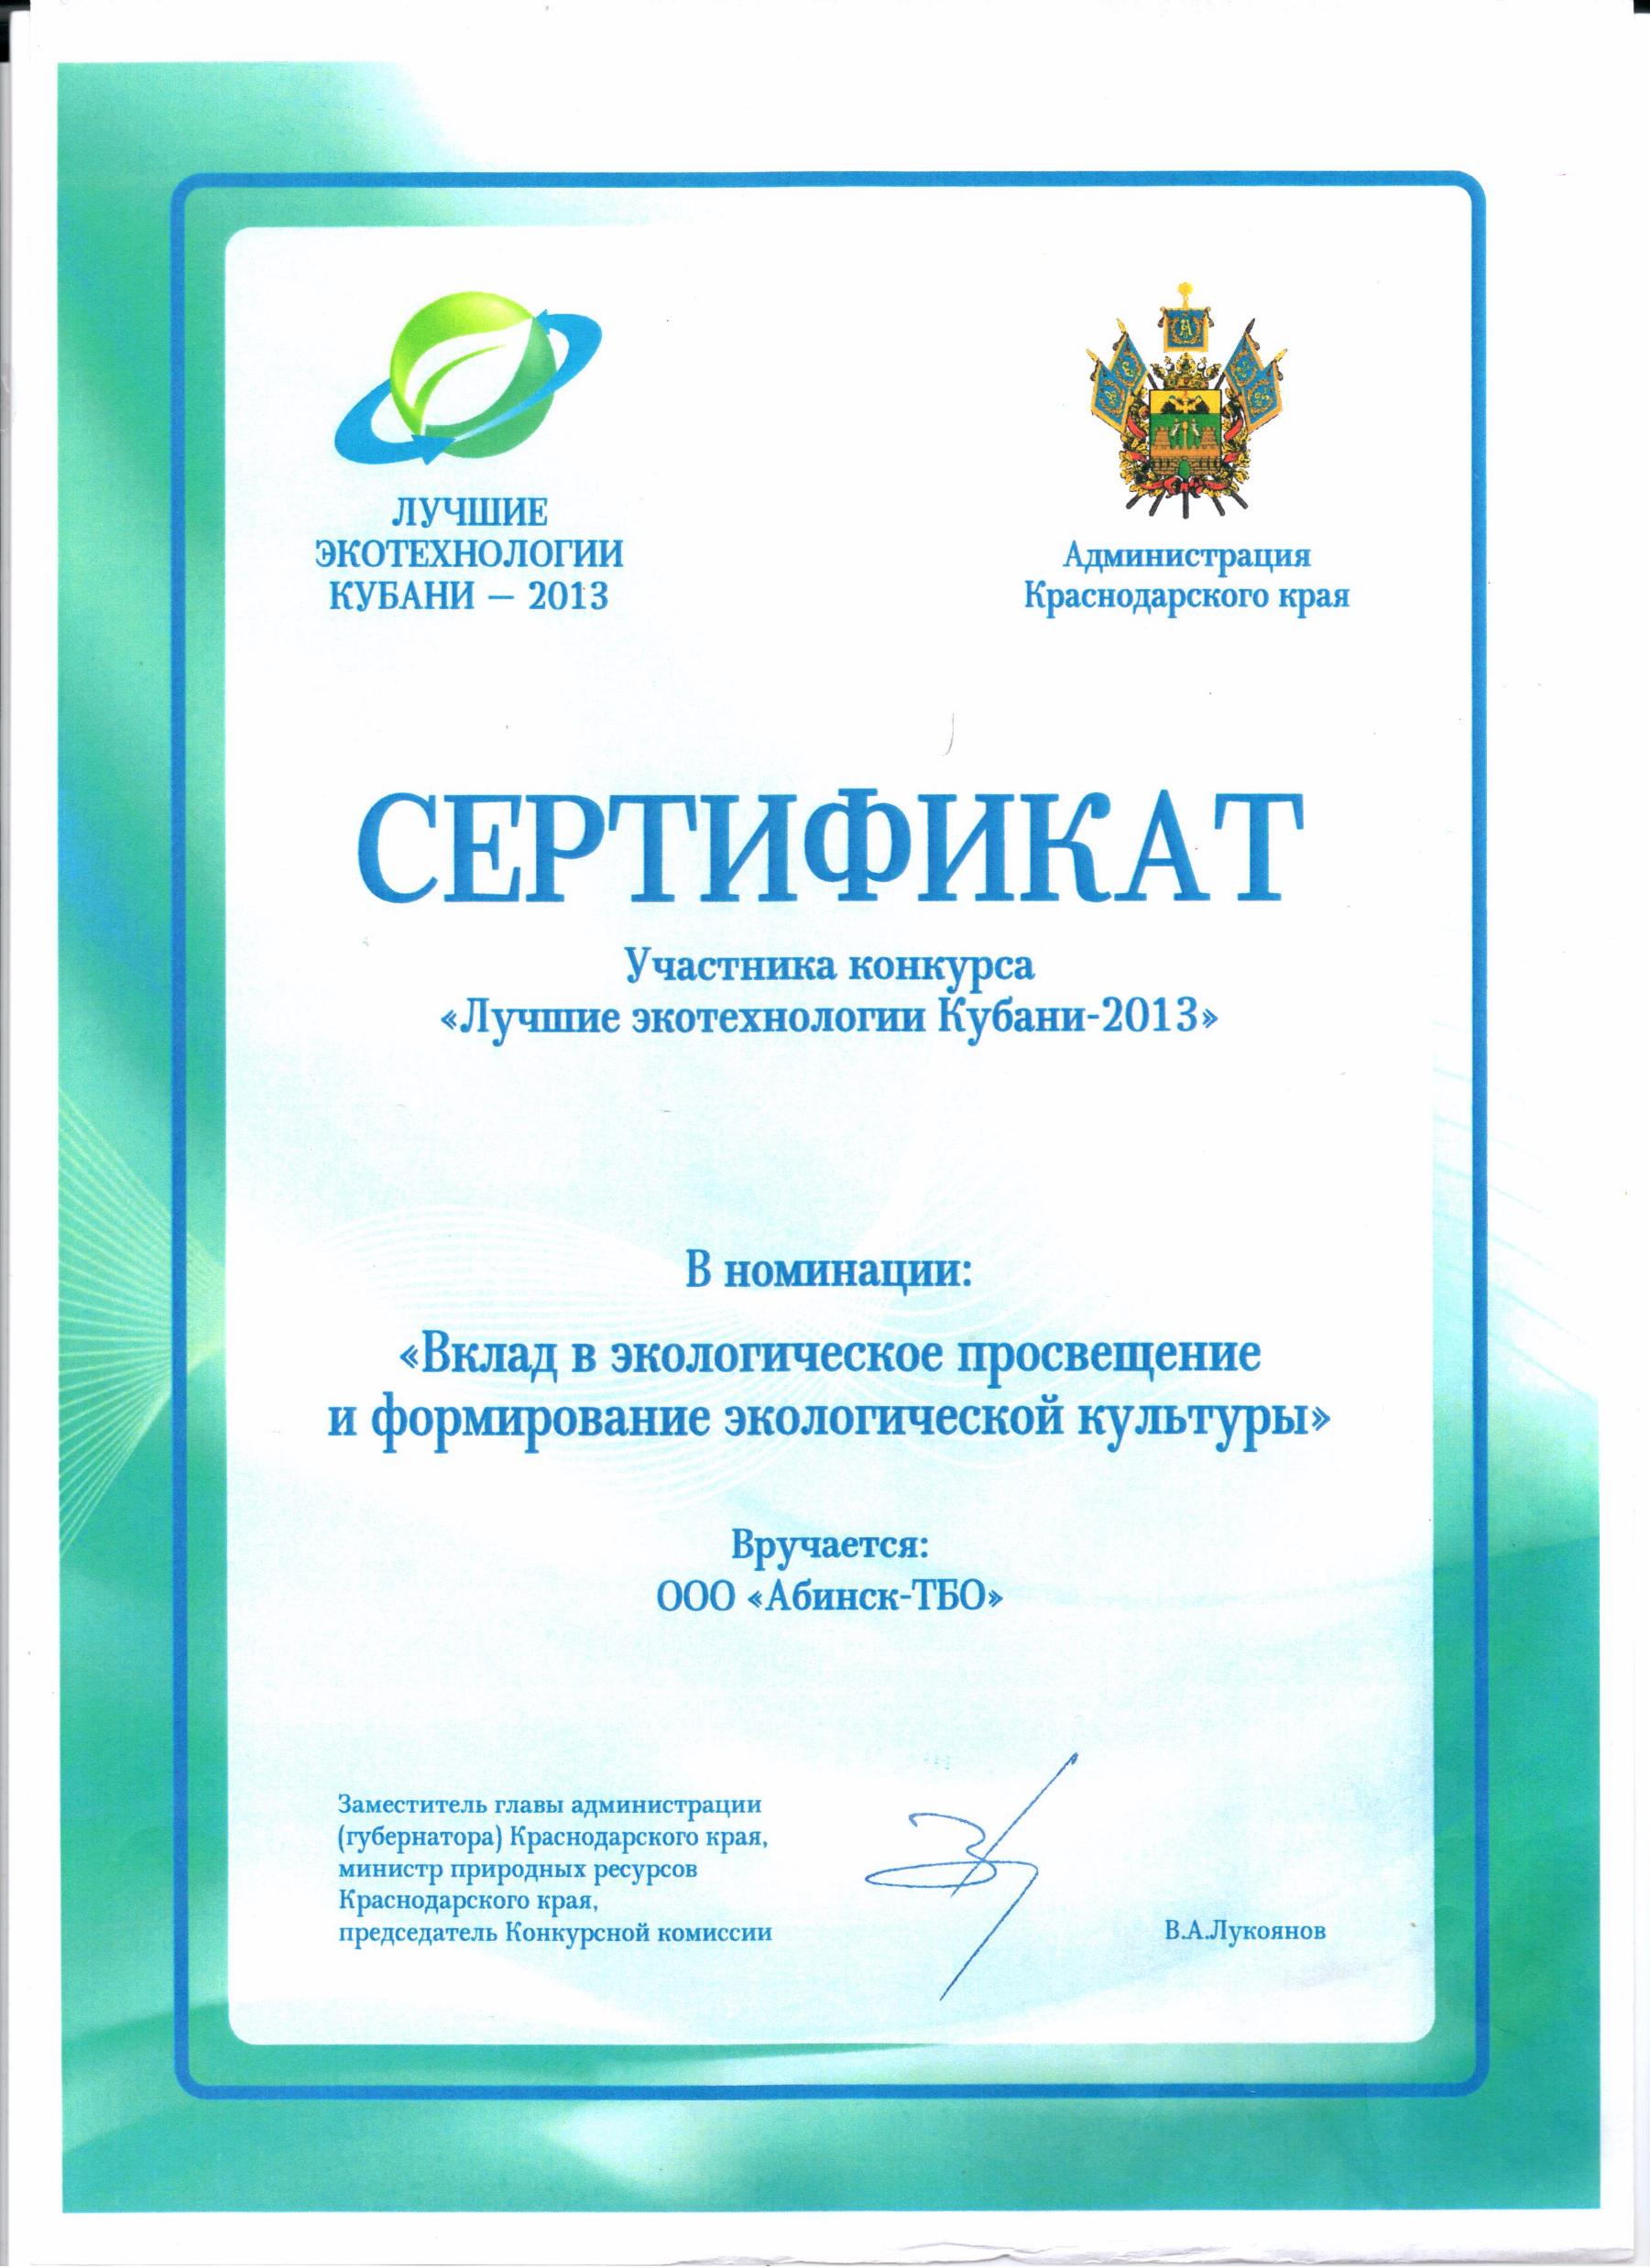 ЛУЧШИЕ
ЭКОТЕХНОЛОГИИ
КУБАНИ – 2013
Администрация
Краснодарского края
СЕРТИФИКАТ
Участника конкурса
«Лучшие экотехнологии Кубани-2013»
В номинации:
«Вклад в экологическое просвещение
и формирование экологической культуры»
Вручается:
ООО «Абинск-ТБО»
Заместитель главы администрации
(губернатора) Краснодарского края,
министр природных ресурсов
Краснодарского края,
председатель Конкурсной комиссии
В.А.Лукоянов